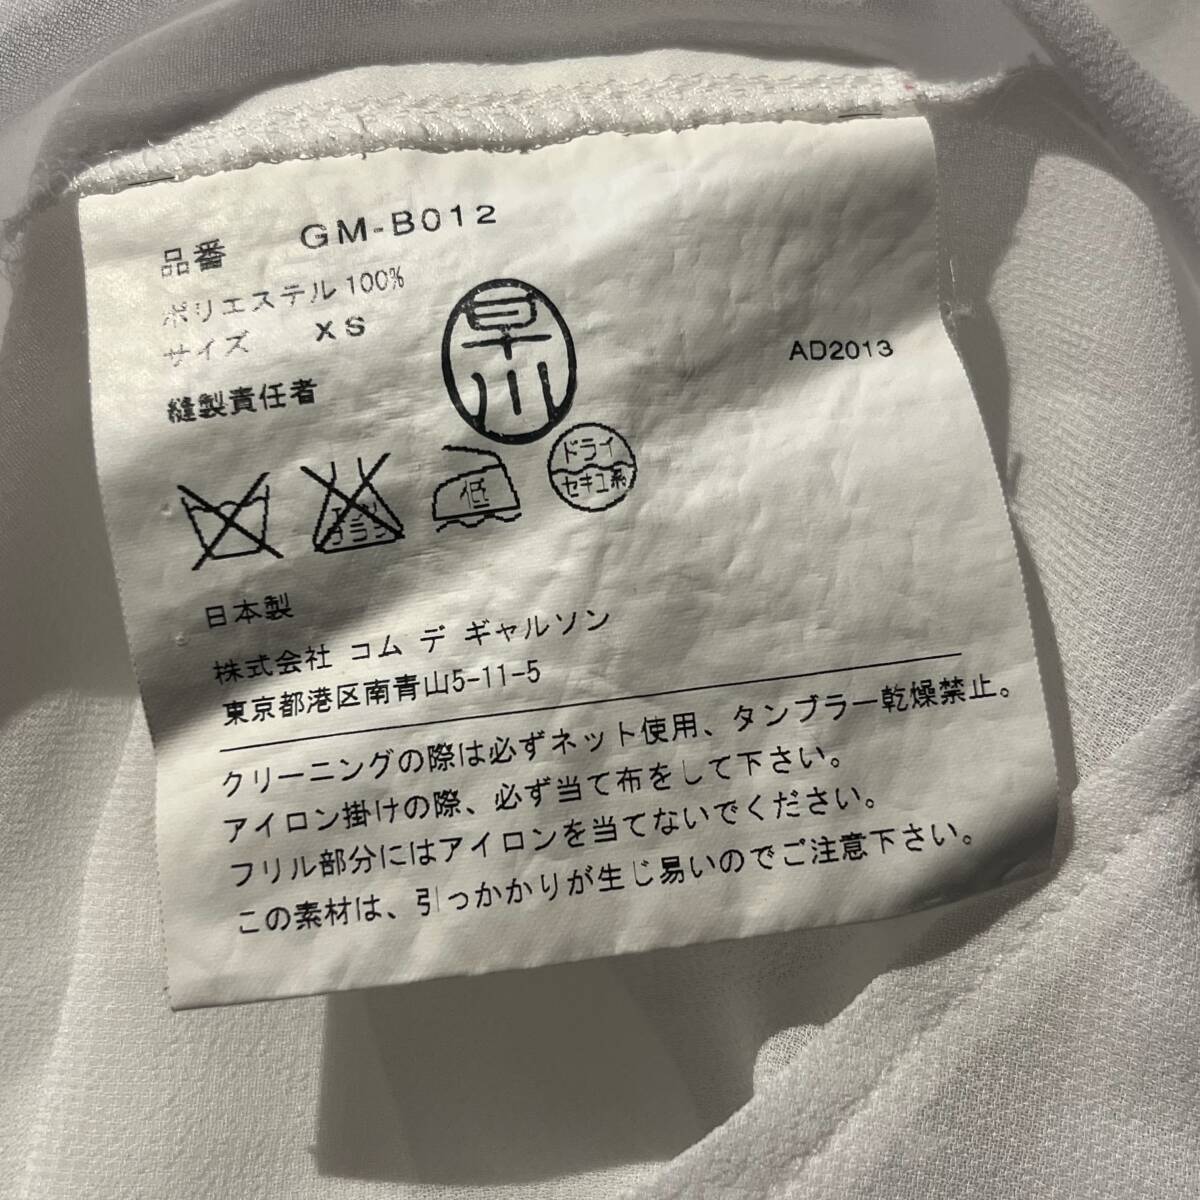 品番 GM-B012
ポリエステル 100%
サイズ XS
縫製責任者
早川
AD2013
エンソ
フラシ
低
ドライ
セキユ系
日本製
株式会社 コム デ ギャルソン
東京都港区南青山5-11-5
クリーニングの際は必ずネット使用、タンブラー乾燥禁止。
アイロン掛けの際、必ず当て布をして下さい。
フリル部分にはアイロンを当てないでください。
この素材は、引っかかりが生じ易いのでご注意下さい。